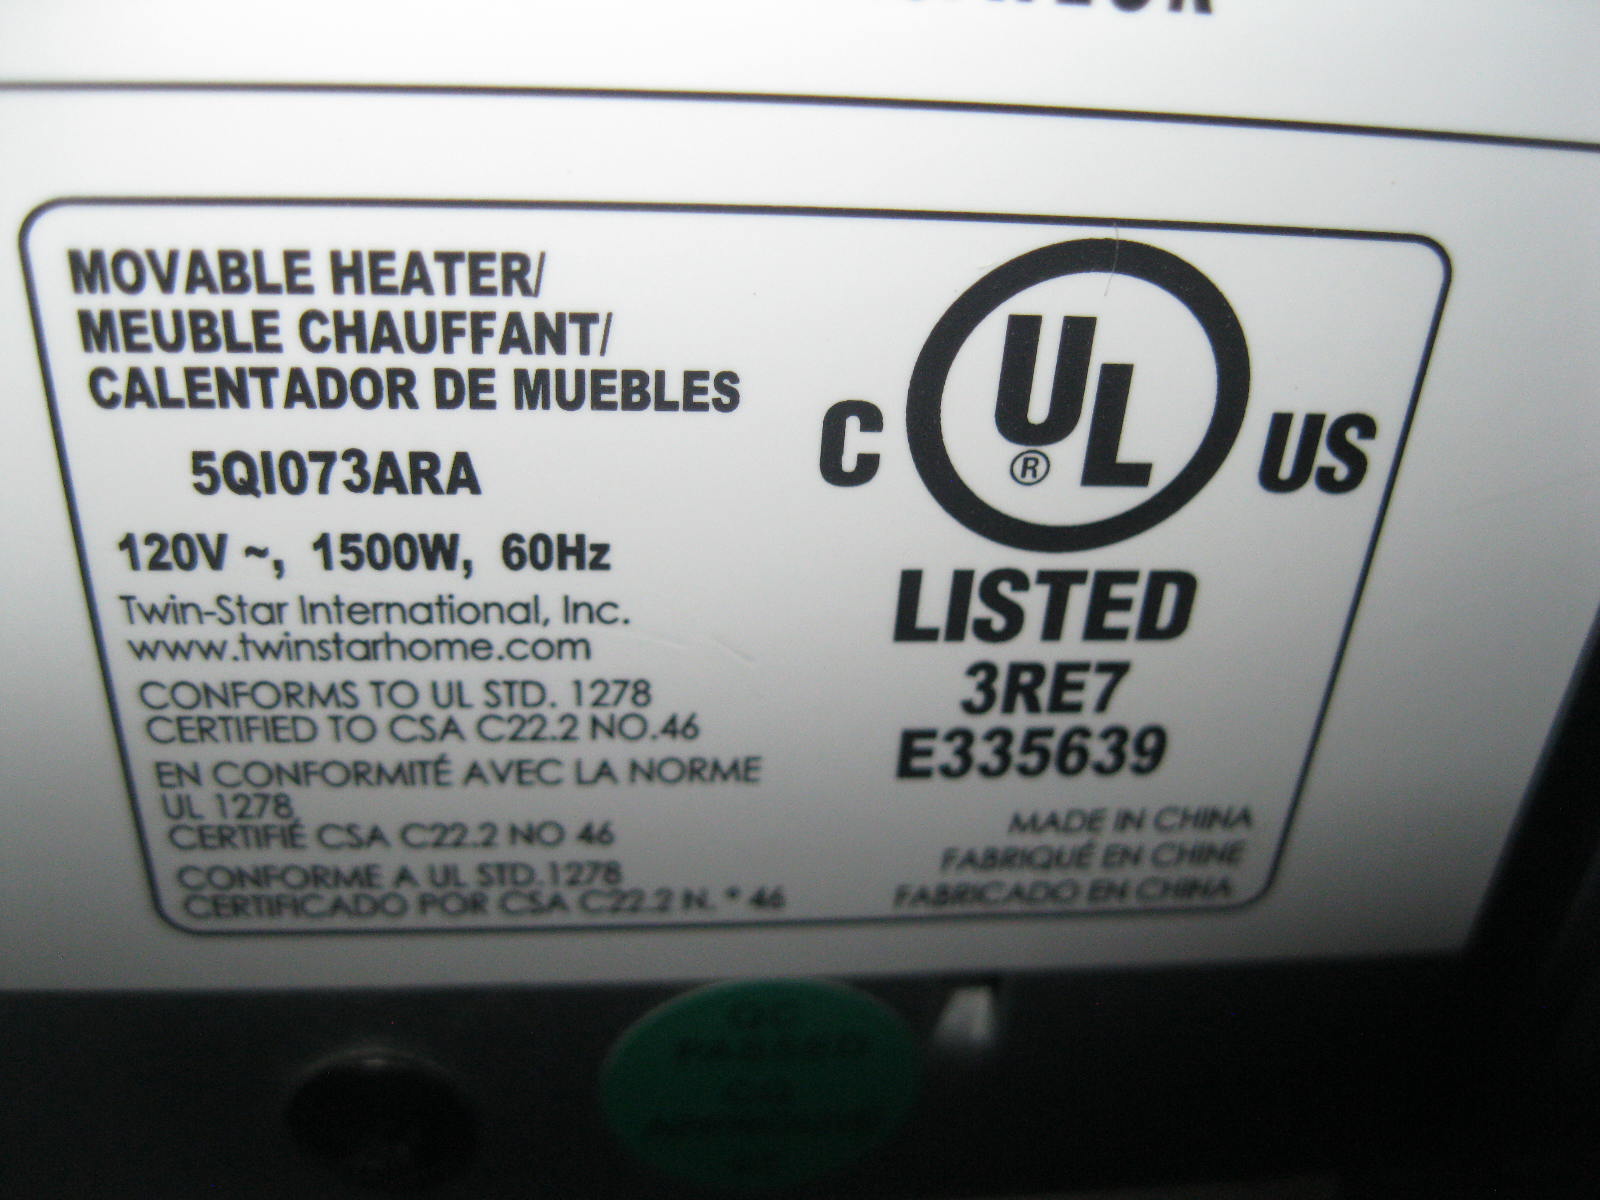 MOVABLE HEATER/
MEUBLE CHAUFFANT/
CALENTADOR DE MUEBLES
5QI073ARA
120V ~, 1500W, 60Hz
Twin-Star International, Inc.
www.twinstarhome.com
CONFORMS TO UL STD. 1278
CERTIFIED TO CSA C22.2 NO.46
EN CONFORMITÉ AVEC LA NORME
UL 1278,
CERTIFIÉ CSA C22.2 NO 46
CONFORME A UL STD.1278
CERTIFICADO POR CSA C22.2 N. ° 46
C UL ® US
LISTED
3RE7
E335639
MADE IN CHINA
FABRIQUÉ EN CHINE
FABRICADO EN CHINA
QC
PASSED